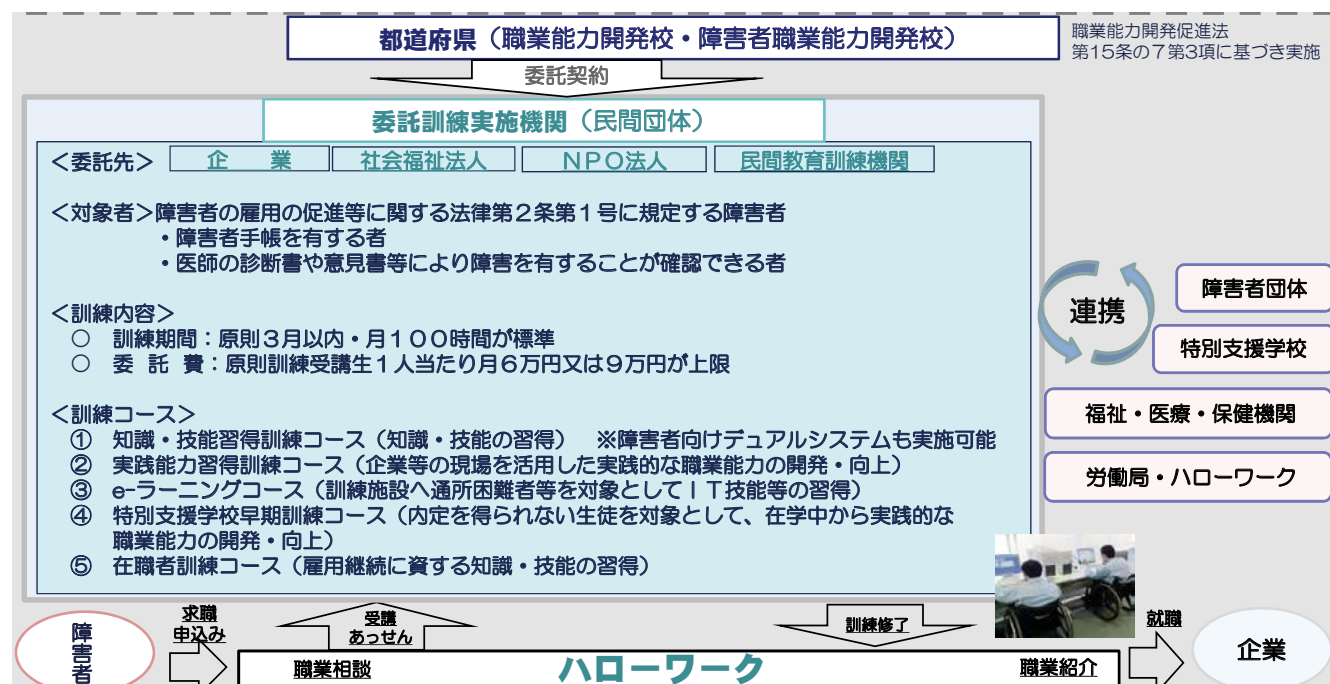 都道府県（職業能力開発校・障害者職業能力開発校）
職業能力開発促進法
第15条の7第3項に基づき実施
委託契約
委託訓練実施機関（民間団体）
＜委託先＞ 企　業 社会福祉法人 ＮＰＯ法人 民間教育訓練機関
＜対象者＞障害者の雇用の促進等に関する法律第２条第１号に規定する障害者
・障害者手帳を有する者
・医師の診断書や意見書等により障害を有することが確認できる者
＜訓練内容＞
○　訓練期間：原則３月以内・月１００時間が標準
○　委 託 費：原則訓練受講生１人当たり月６万円又は９万円が上限
＜訓練コース＞
①　知識・技能習得訓練コース（知識・技能の習得）　※障害者向けデュアルシステムも実施可能
②　実践能力習得訓練コース（企業等の現場を活用した実践的な職業能力の開発・向上）
③　e-ラーニングコース（訓練施設へ通所困難者等を対象としてＩＴ技能等の習得）
④　特別支援学校早期訓練コース（内定を得られない生徒を対象として、在学中から実践的な
職業能力の開発・向上）
⑤　在職者訓練コース（雇用継続に資する知識・技能の習得）
連携
障害者団体
特別支援学校
福祉・医療・保健機関
労働局・ハローワーク
障害者
求職
申込み
受講
あっせん
訓練修了
就職
企業
職業相談
ハローワーク
職業紹介